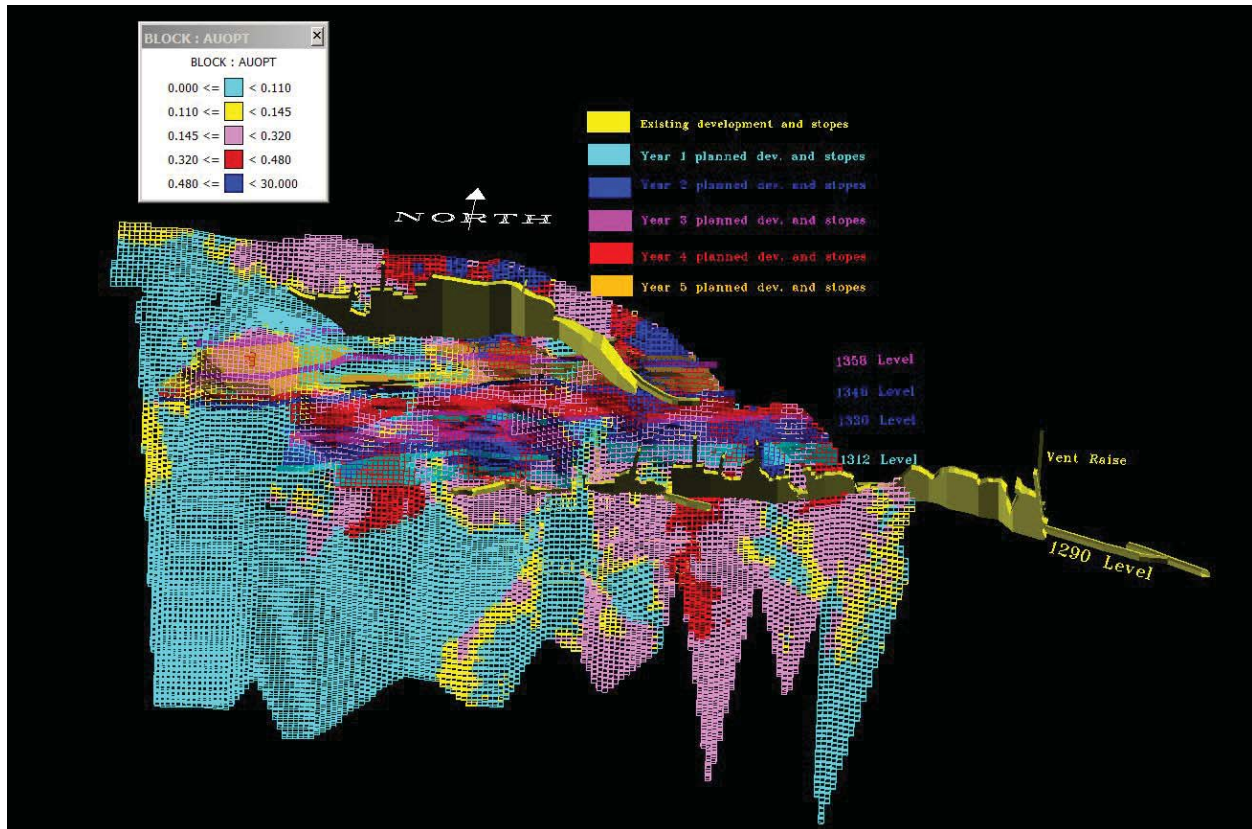 BLOCK : AUOPT
BLOCK : AUOPT
0.000 <= < 0.110
0.110 <= < 0.145
0.145 <= < 0.320
0.320 <= < 0.480
0.480 <= < 30.000
Existing development and stopes
Year 1 planned dev. and stopes
Year 2 planned dev. and stopes
Year 3 planned dev. and stopes
Year 4 planned dev. and stopes
Year 5 planned dev. and stopes
NORTH
1358 Level
1348 Level
1330 Level
1312 Level
Vent Raise
1290 Level